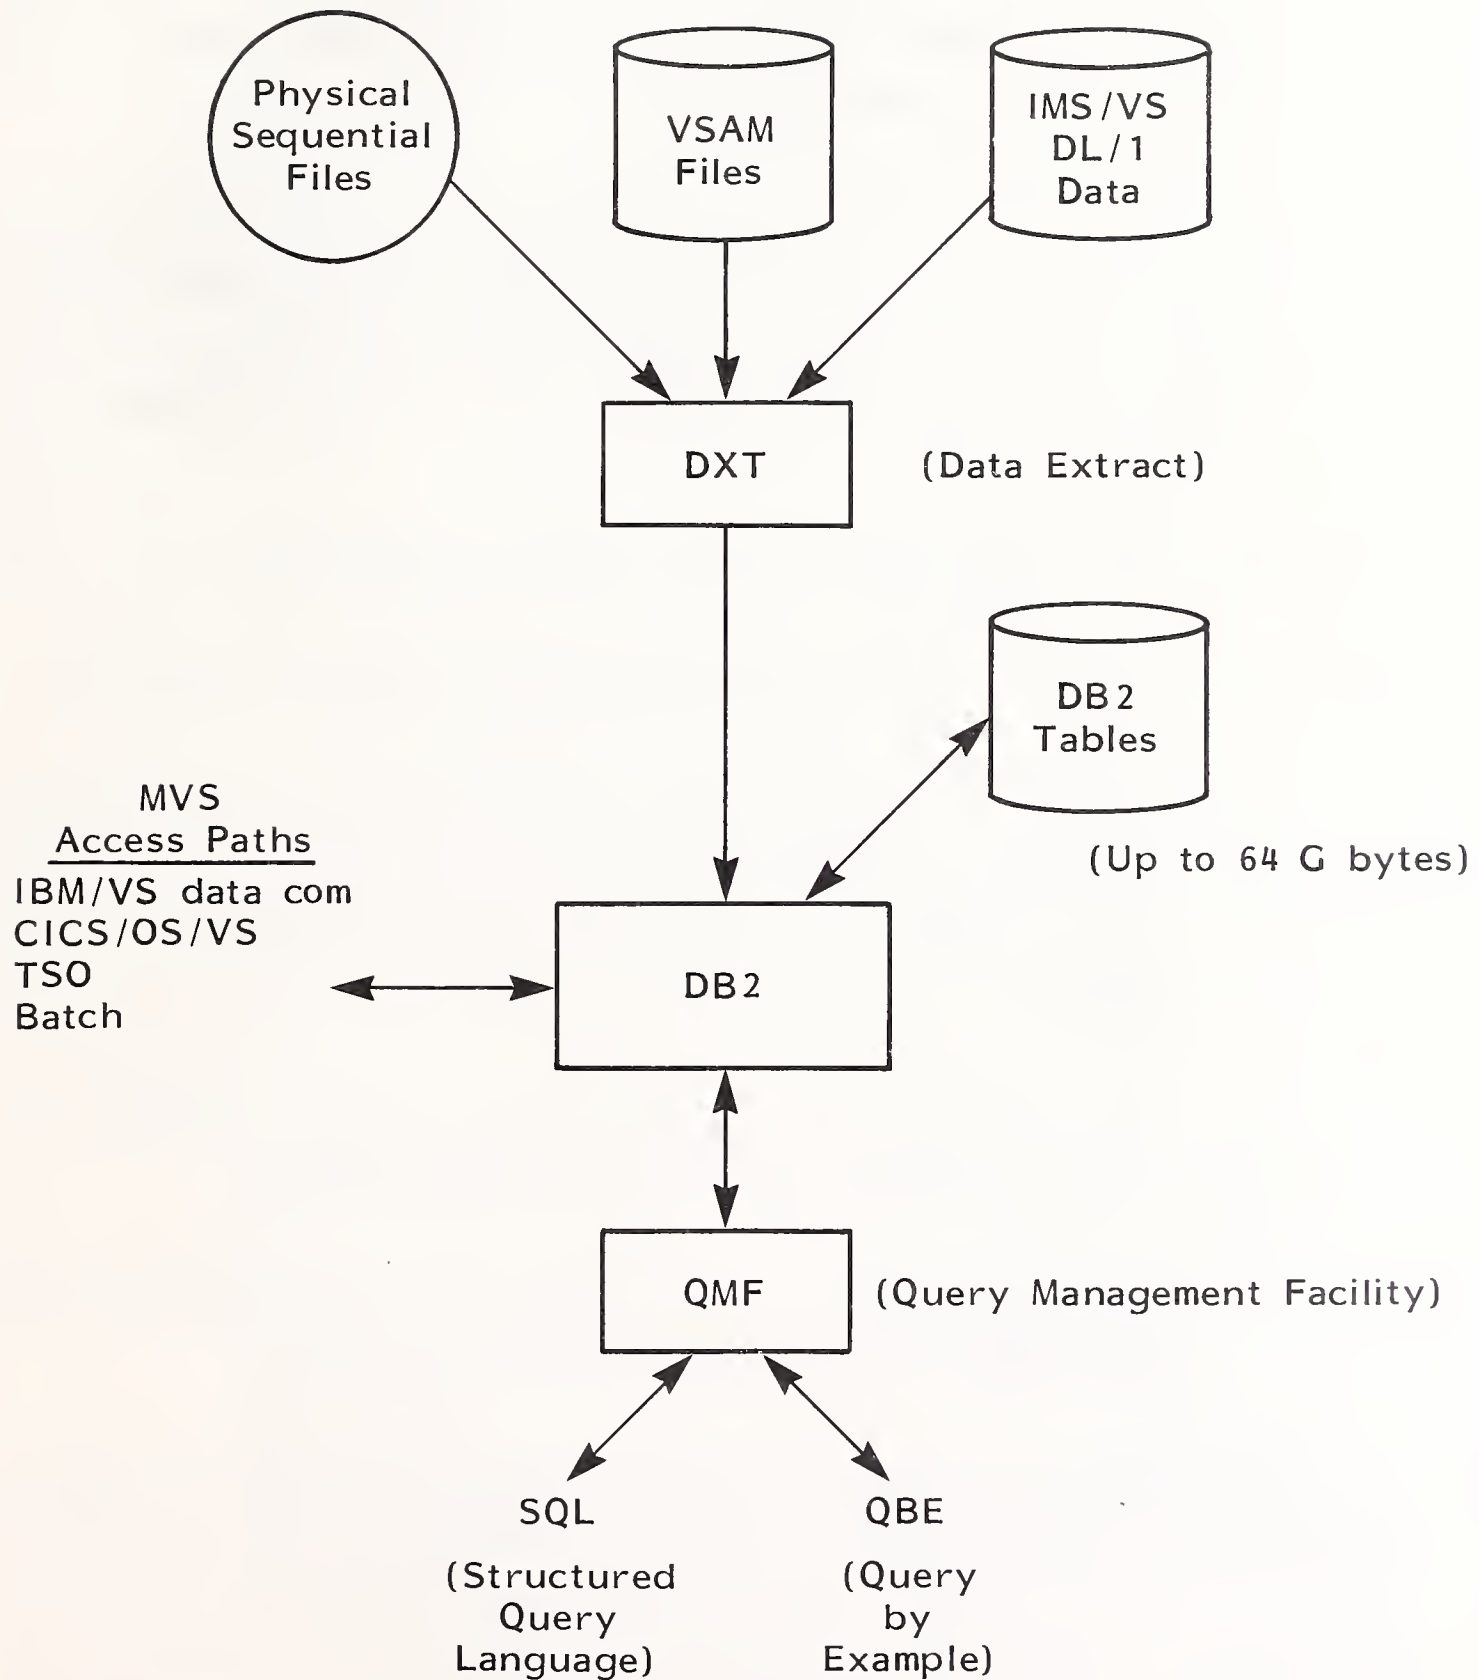 Physical
Sequential
Files
VSAM
Files
IMS/VS
DL/1
Data
DXT
(Data Extract)
DB2
Tables
(Up to 64 G bytes)
MVS
Access Paths
IBM/VS data com
CICS/OS/VS
TSO
Batch
DB2
QMF
(Query Management Facility)
SQL
(Structured
Query
Language)
QBE
(Query
by
Example)